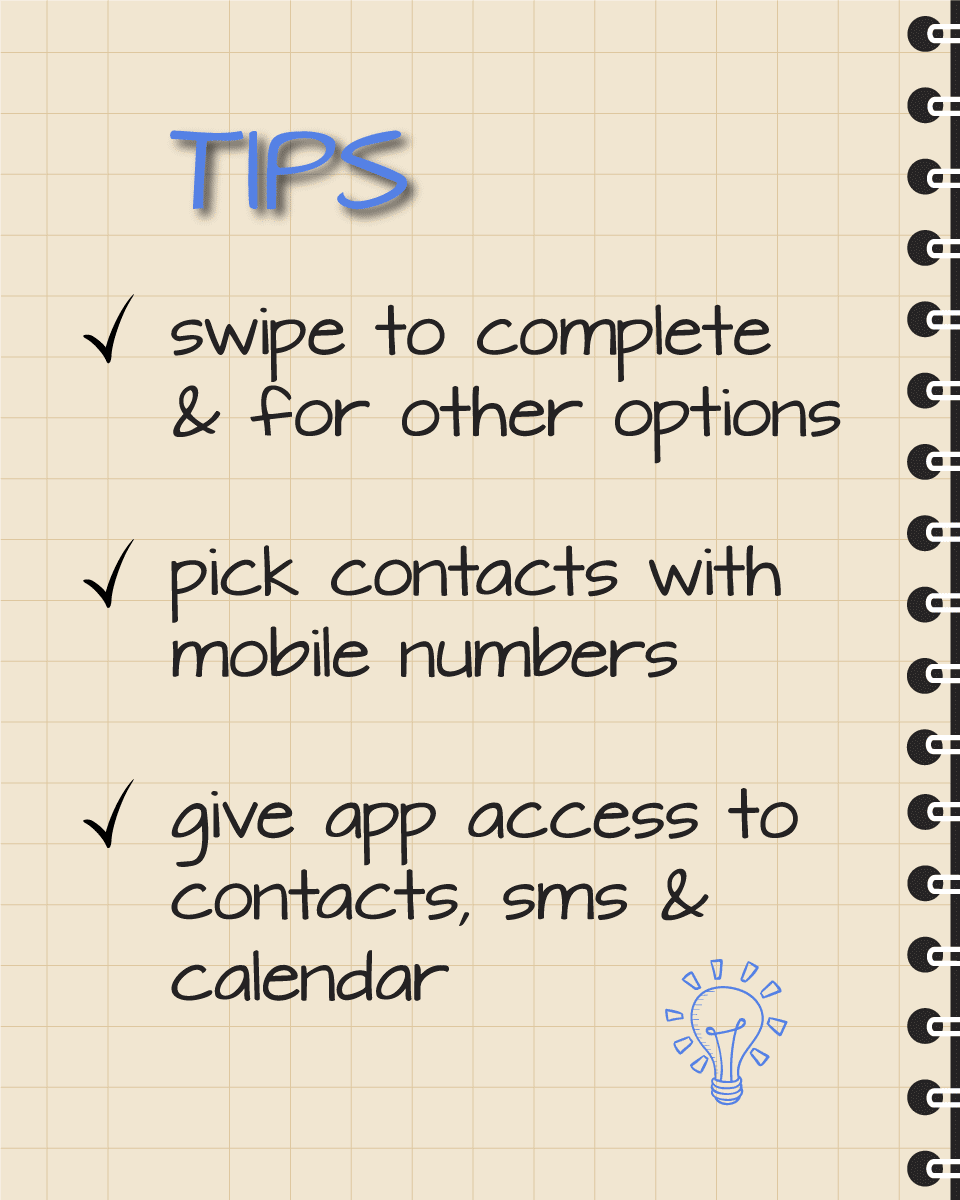 TIPS
swipe to complete
& for other options
pick contacts with
mobile numbers
give app access to
contacts, sms &
calendar